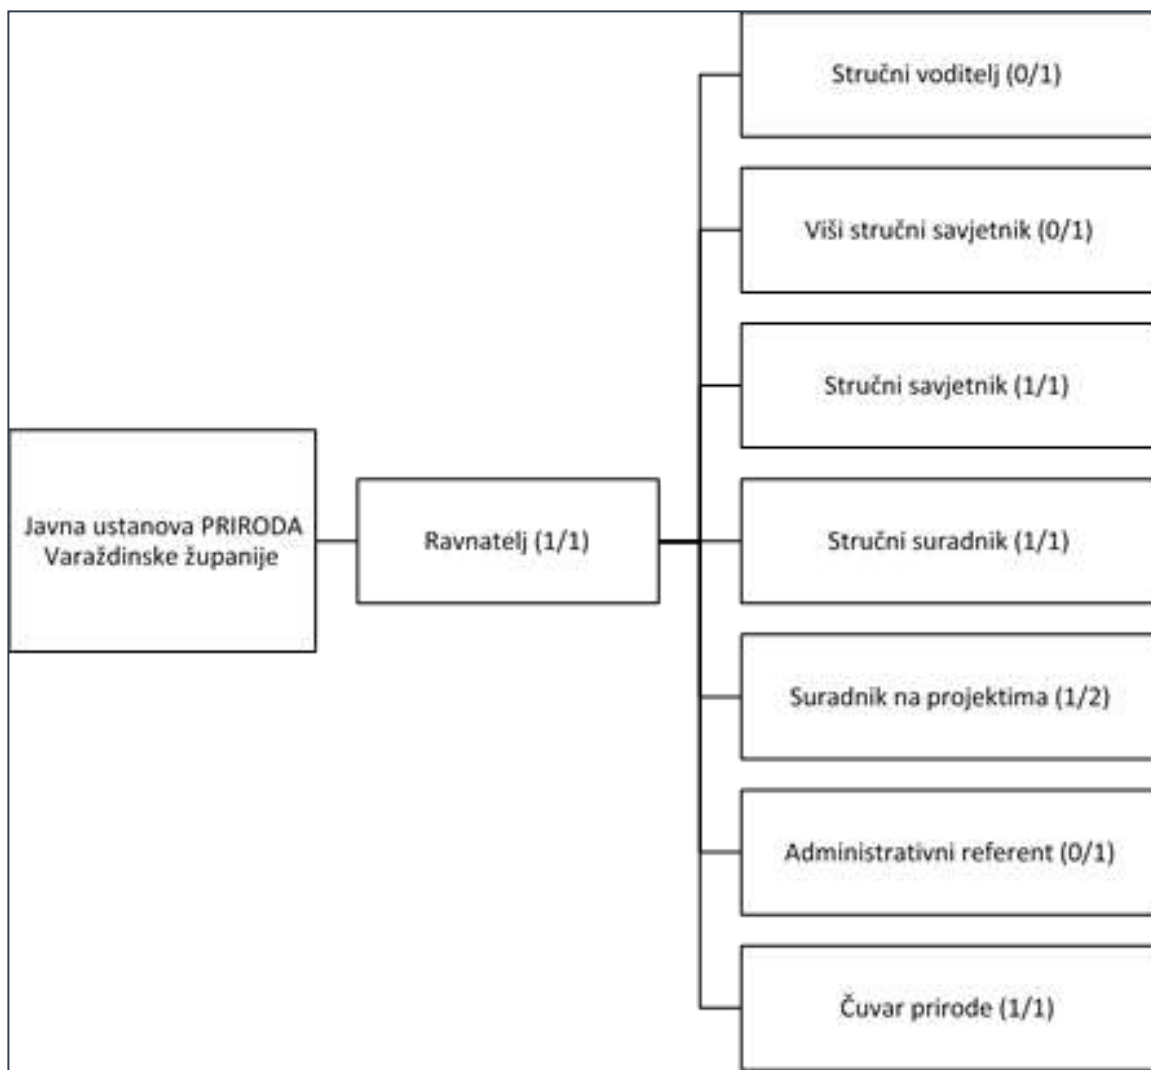 Stručni voditelj (0/1)
Viši stručni savjetnik (0/1)
Stručni savjetnik (1/1)
Javna ustanova PRIRODA
Varaždinske županije
Ravnatelj (1/1)
Stručni suradnik (1/1)
Suradnik na projektima (1/2)
Administrativni referent (0/1)
Čuvar prirode (1/1)